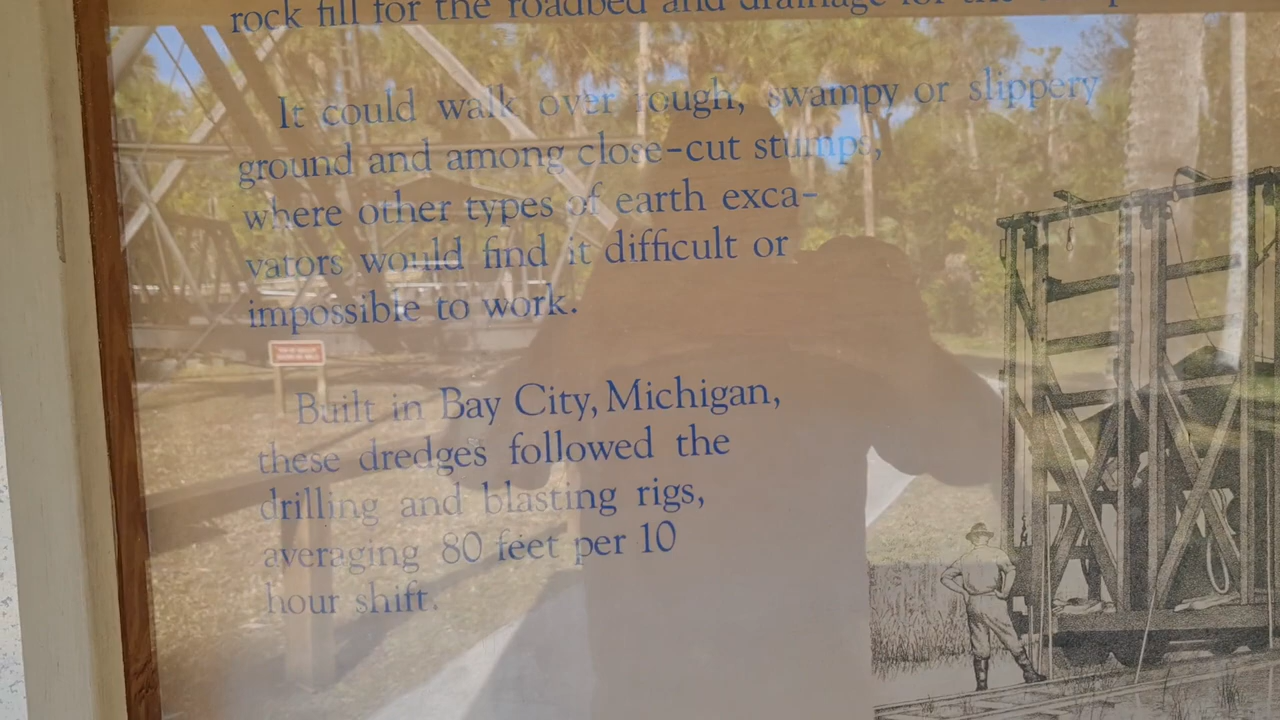 rock fill for the roadbed and drainage for the
It could walk over rough, swampy or slippery
ground and among close-cut stumps,
where other types of earth exca-
vators would find it difficult or
impossible to work.
Built in Bay City, Michigan,
these dredges followed the
drilling and blasting rigs,
averaging 80 feet per 10
hour shift.